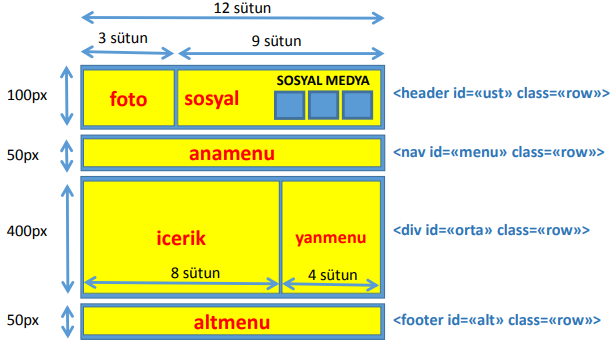 12 sütun
3 sütun
9 sütun
100px
foto
sosyal
SOSYAL MEDYA
<header id=«ust» class=«row»>
50px
anamenu
<nav id=«menu» class=«row»>
400px
icerik
yanmenu
<div id=«orta» class=«row»>
8 sütun
4 sütun
50px
altmenu
<footer id=«alt» class=«row»>